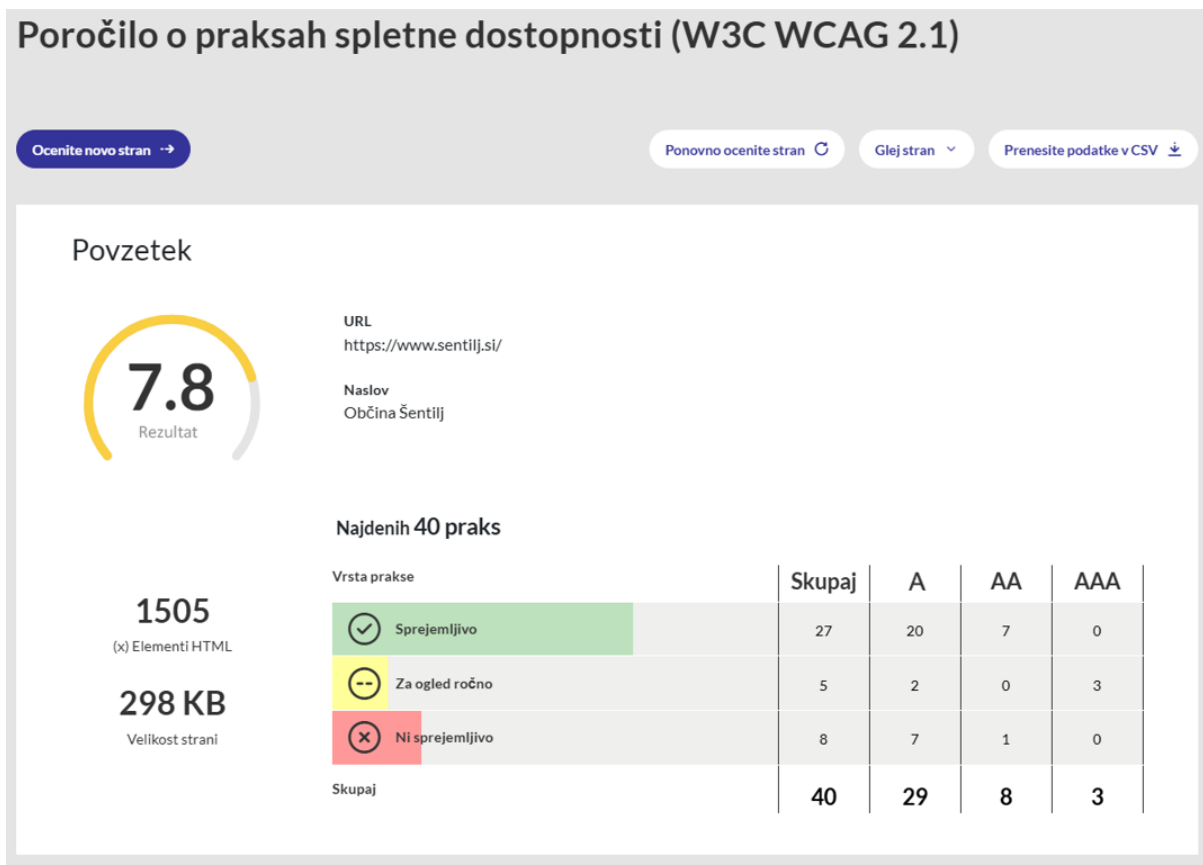 Poročilo o praksah spletne dostopnosti (W3C WCAG 2.1)
Ocenite novo stran
Ponovno ocenite stran
Glej stran
Prenesite podatke v CSV
Povzetek
7.8
Rezultat
URL
https://www.sentilj.si/
Naslov
Občina Šentilj
Najdenih 40 praks
1505
(x) Elementi HTML
298 KB
Velikost strani
Vrsta prakse Skupaj A AA AAA
Sprejemljivo 27 20 7 0
Za ogled ročno 5 2 0 3
Ni sprejemljivo 8 7 1 0
Skupaj 40 29 8 3